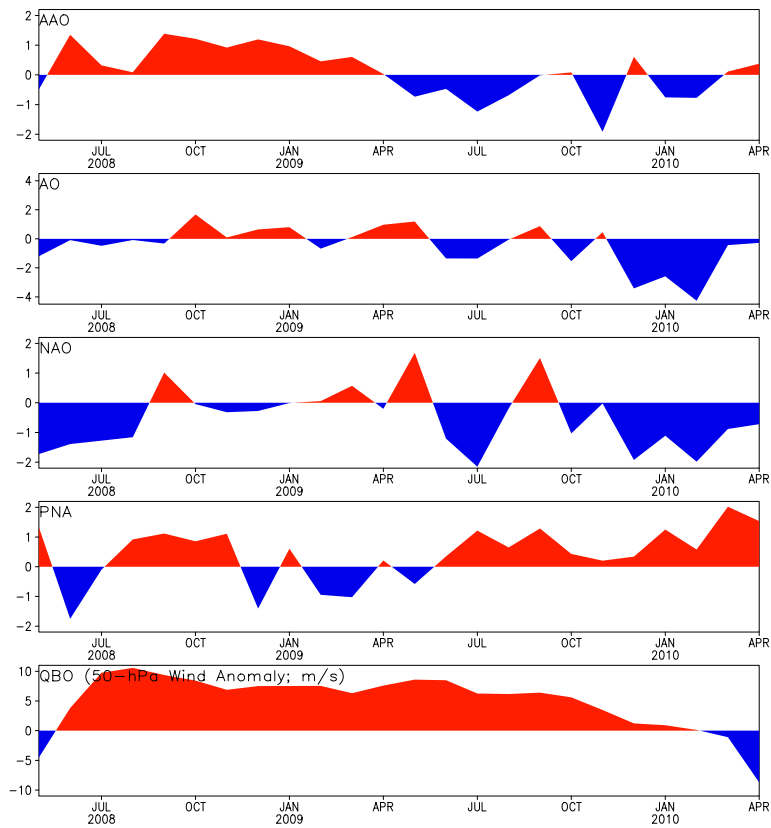 AAO
2
1
0
−1
−2
JUL OCT JAN APR JUL OCT JAN APR
2008 2009 2010
AO
4
2
0
−2
−4
JUL OCT JAN APR JUL OCT JAN APR
2008 2009 2010
NAO
2
1
0
−1
−2
JUL OCT JAN APR JUL OCT JAN APR
2008 2009 2010
PNA
2
1
0
−1
−2
JUL OCT JAN APR JUL OCT JAN APR
2008 2009 2010
QBO (50−hPa Wind Anomaly; m/s)
10
5
0
−5
−10
JUL OCT JAN APR JUL OCT JAN APR
2008 2009 2010